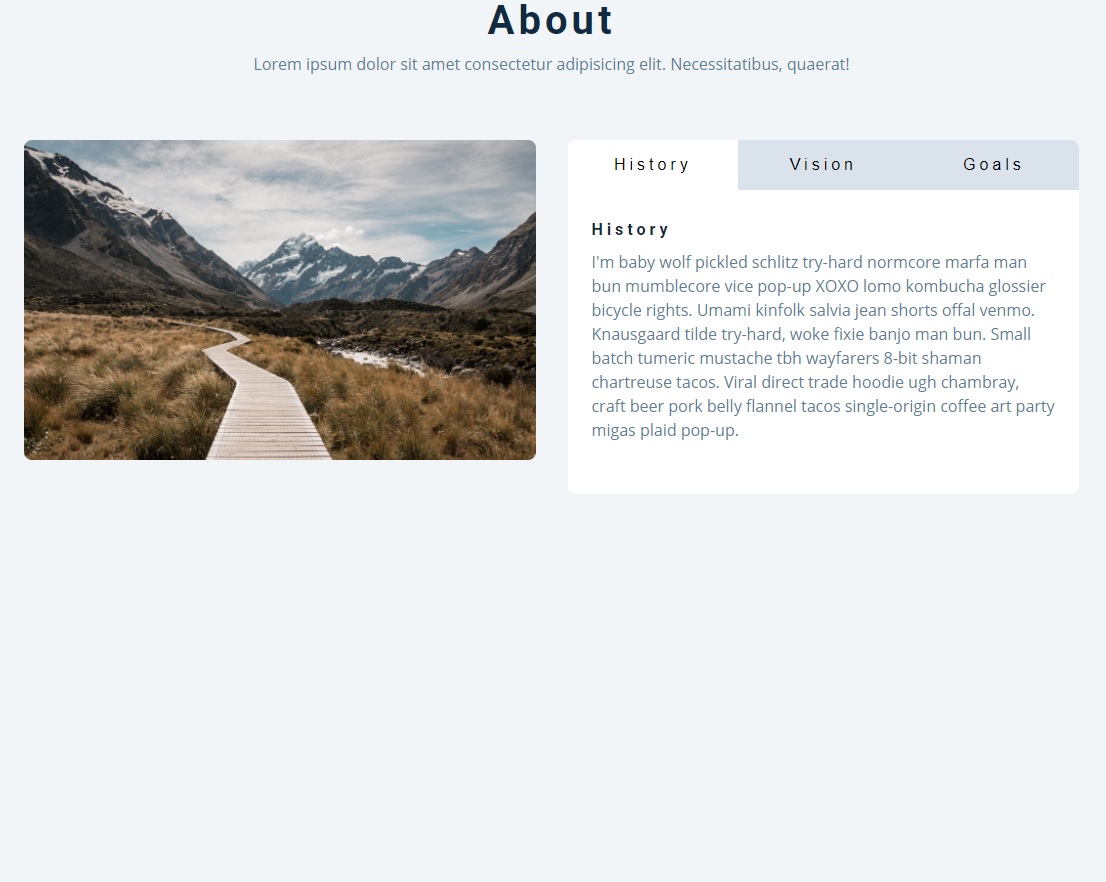 About
Lorem ipsum dolor sit amet consectetur adipisicing elit. Necessitatibus, quaerat!
History
Vision
Goals
History
I'm baby wolf pickled schlitz try-hard normcore marfa man
bun mumblecore vice pop-up XOXO lomo kombucha glossier
bicycle rights. Umami kinfolk salvia jean shorts offal venmo.
Knausgaard tilde try-hard, woke fixie banjo man bun. Small
batch tumeric mustache tbh wayfarers 8-bit shaman
chartreuse tacos. Viral direct trade hoodie ugh chambray,
craft beer pork belly flannel tacos single-origin coffee art party
migas plaid pop-up.